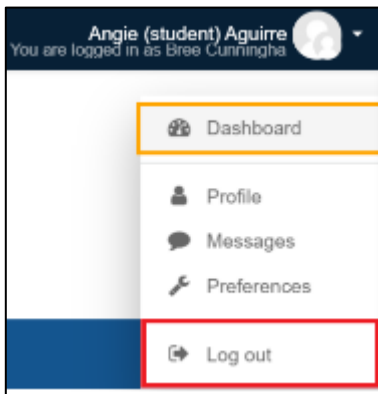 Angie (student) Aguirre
You are logged in as Bree Cunningha
Dashboard
Profile
Messages
Preferences
Log out